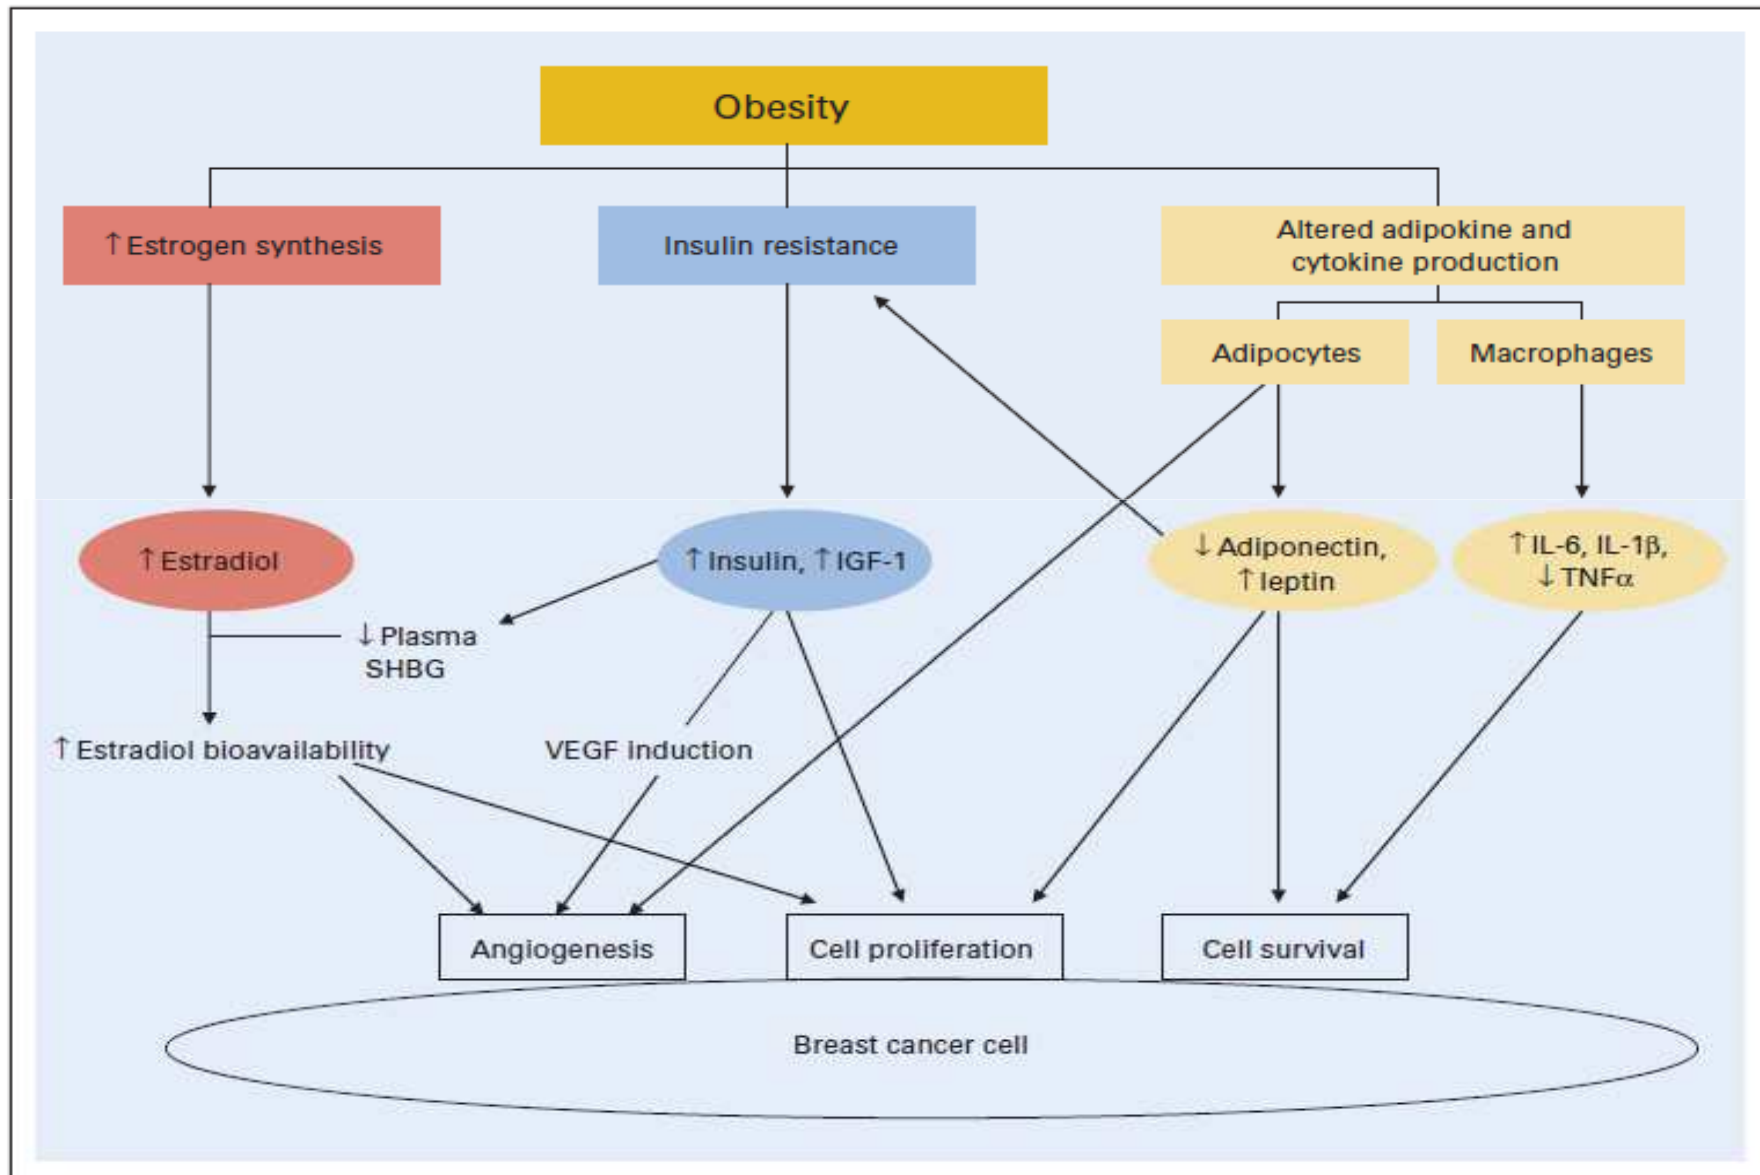 Obesity
↑Estrogen synthesis
Insulin resistance
Altered adipokine and
cytokine production
Adipocytes
Macrophages
↑Estradiol
↑Insulin, ↑IGF-1
↓Adiponectin,
↑leptin
↑IL-6, IL-1β,
↓TNFα
↓Plasma
SHBG
↑Estradiol bioavailability
VEGF induction
Angiogenesis
Cell proliferation
Cell survival
Breast cancer cell